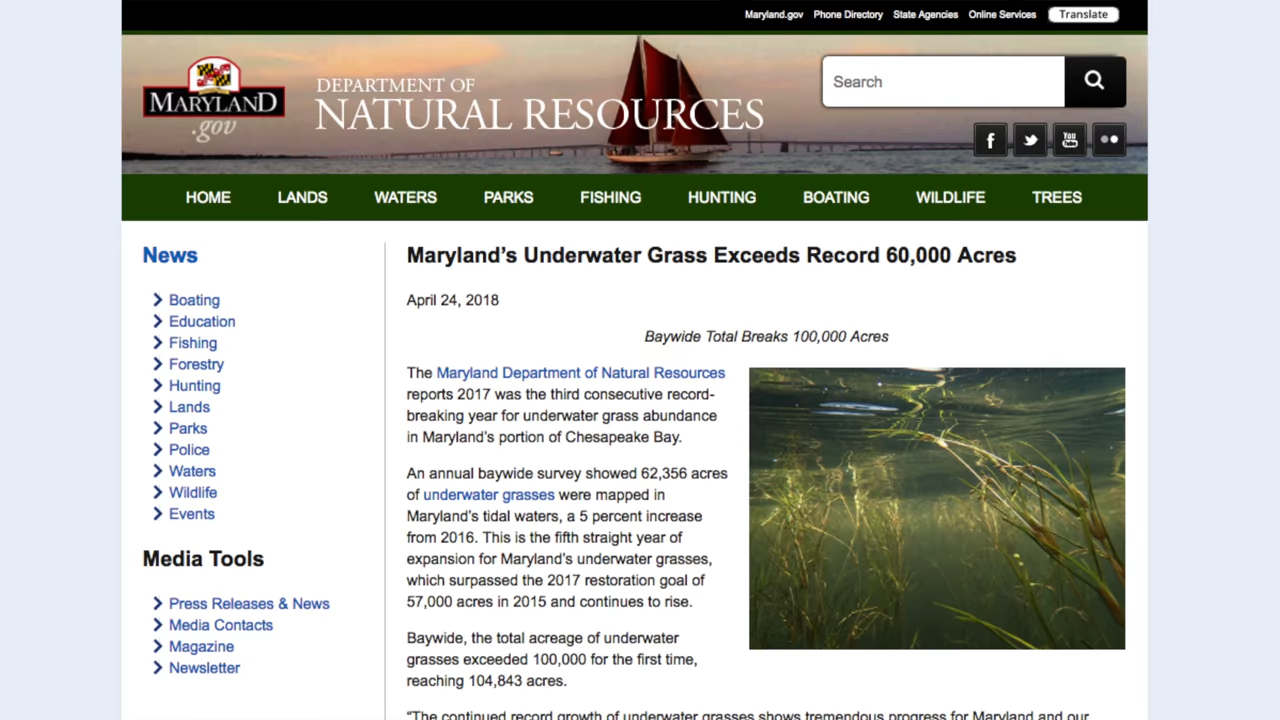 Maryland.gov Phone Directory State Agencies Online Services Translate
MARYLAND
.gov
DEPARTMENT OF
NATURAL RESOURCES
Search
f
You
Tube
HOME LANDS WATERS PARKS FISHING HUNTING BOATING WILDLIFE TREES
News
Boating
Education
Fishing
Forestry
Hunting
Lands
Parks
Police
Waters
Wildlife
Events
Media Tools
Press Releases & News
Media Contacts
Magazine
Newsletter
Maryland’s Underwater Grass Exceeds Record 60,000 Acres
April 24, 2018
Baywide Total Breaks 100,000 Acres
The Maryland Department of Natural Resources
reports 2017 was the third consecutive record-
breaking year for underwater grass abundance
in Maryland’s portion of Chesapeake Bay.
An annual baywide survey showed 62,356 acres
of underwater grasses were mapped in
Maryland’s tidal waters, a 5 percent increase
from 2016. This is the fifth straight year of
expansion for Maryland’s underwater grasses,
which surpassed the 2017 restoration goal of
57,000 acres in 2015 and continues to rise.
Baywide, the total acreage of underwater
grasses exceeded 100,000 for the first time,
reaching 104,843 acres.
“The continued record growth of underwater grasses shows tremendous progress for Maryland and our